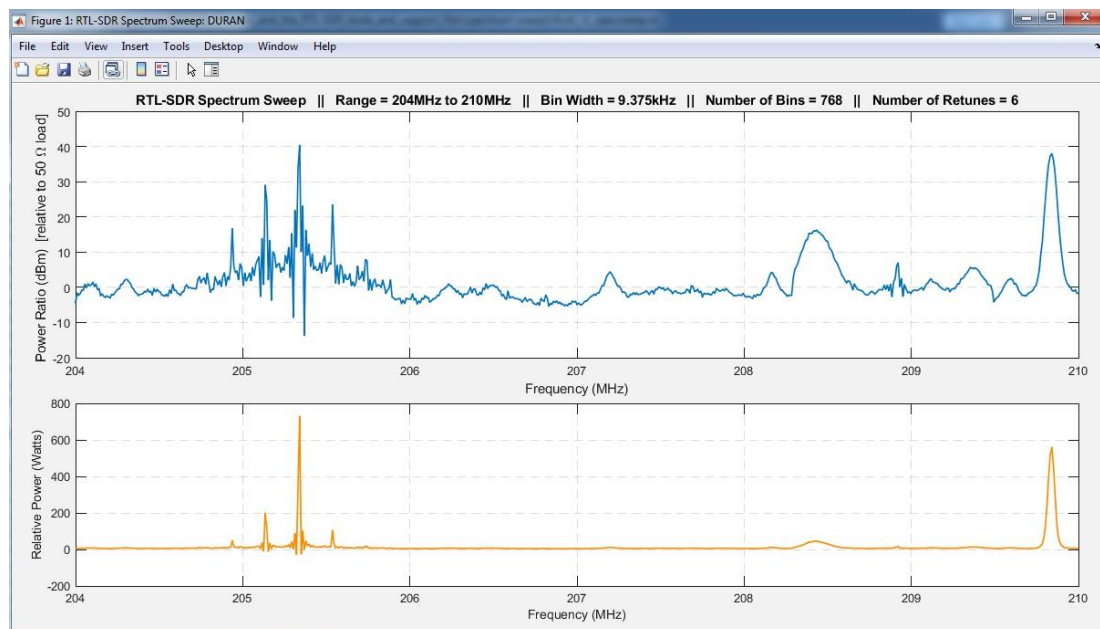 Figure 1: RTL-SDR Spectrum Sweep: DURAN
File Edit View Insert Tools Desktop Window Help
RTL-SDR Spectrum Sweep || Range = 204MHz to 210MHz || Bin Width = 9.375kHz || Number of Bins = 768 || Number of Retunes = 6
Power Ratio (dBm) [relative to 50 Ω load]
50
40
30
20
10
0
-10
-20
204 205 206 207 208 209 210
Frequency (MHz)
Relative Power (Watts)
800
600
400
200
0
-200
204 205 206 207 208 209 210
Frequency (MHz)